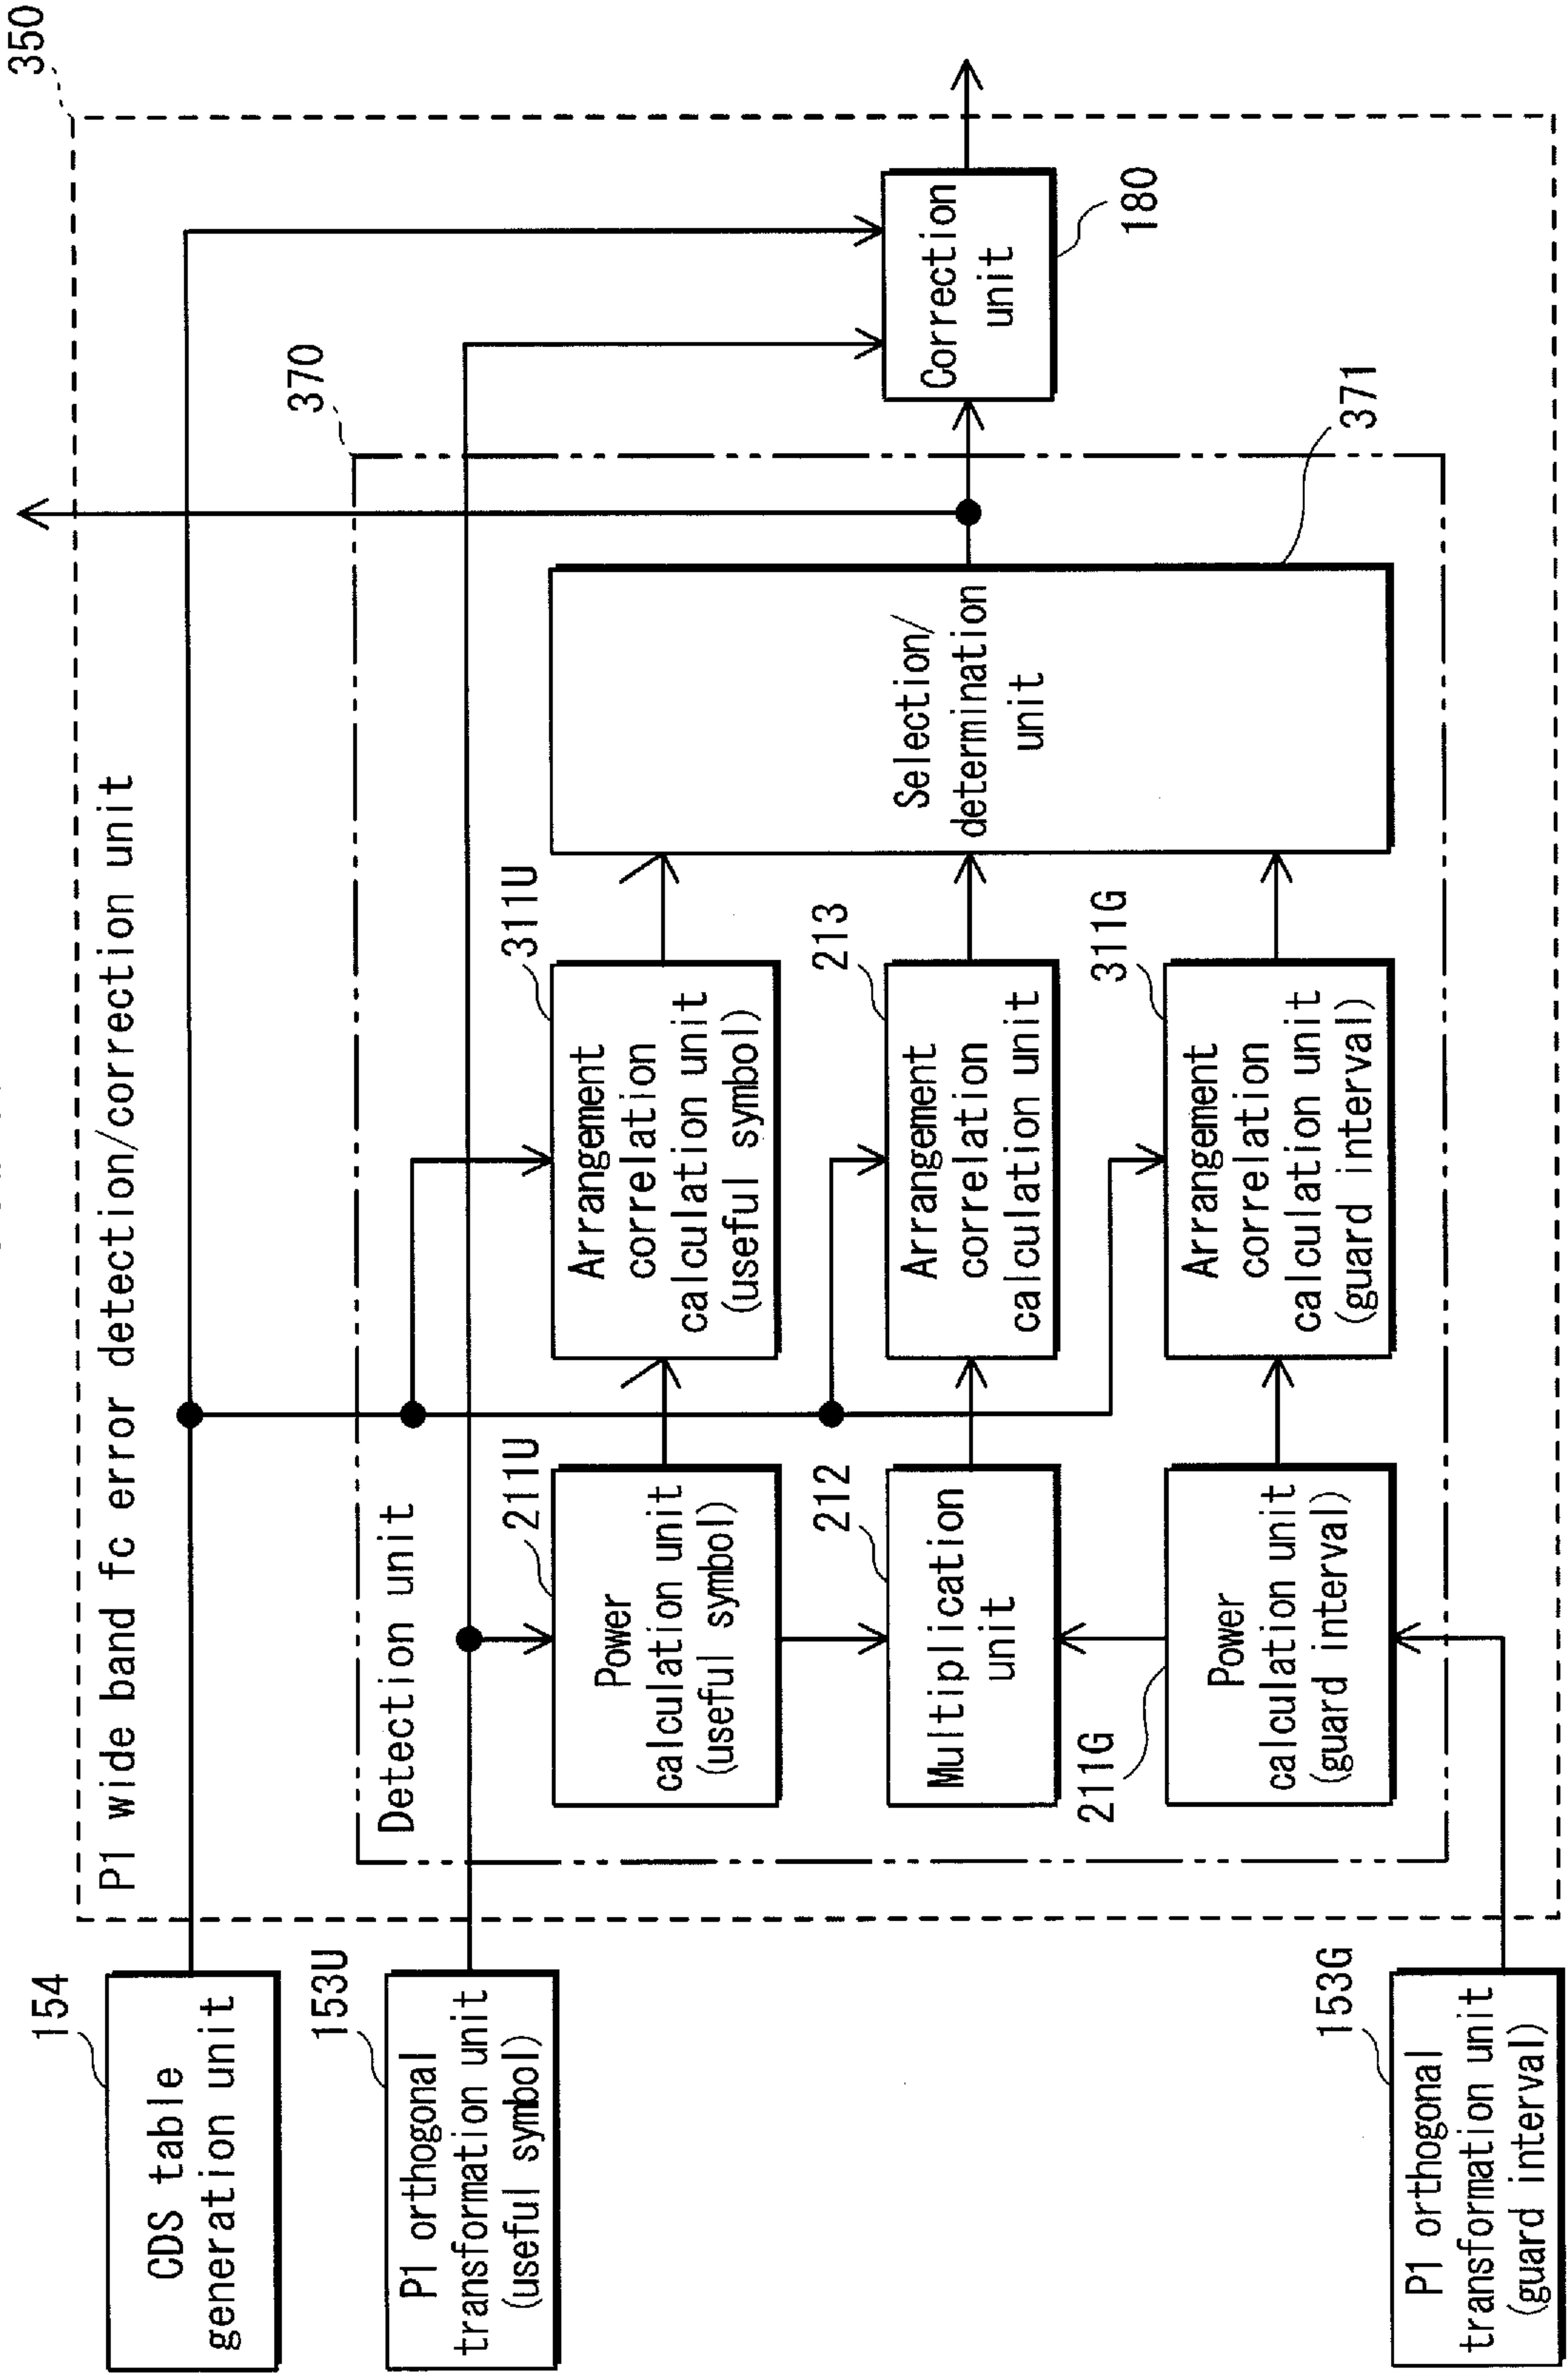 350
P1 wide band fc error detection/correction unit
154
CDS table
generation unit
370
Detection unit
153U
P1 orthogonal
transformation unit
(useful symbol)
211U
Power
calculation unit
(useful symbol)
311U
Arrangement
correlation
calculation unit
(useful symbol)
212
Multiplication
unit
213
Arrangement
correlation
calculation unit
Selection/
determination
unit
Correction
unit
180
211G
Power
calculation unit
(guard interval)
311G
Arrangement
correlation
calculation unit
(guard interval)
371
153G
P1 orthogonal
transformation unit
(guard interval)